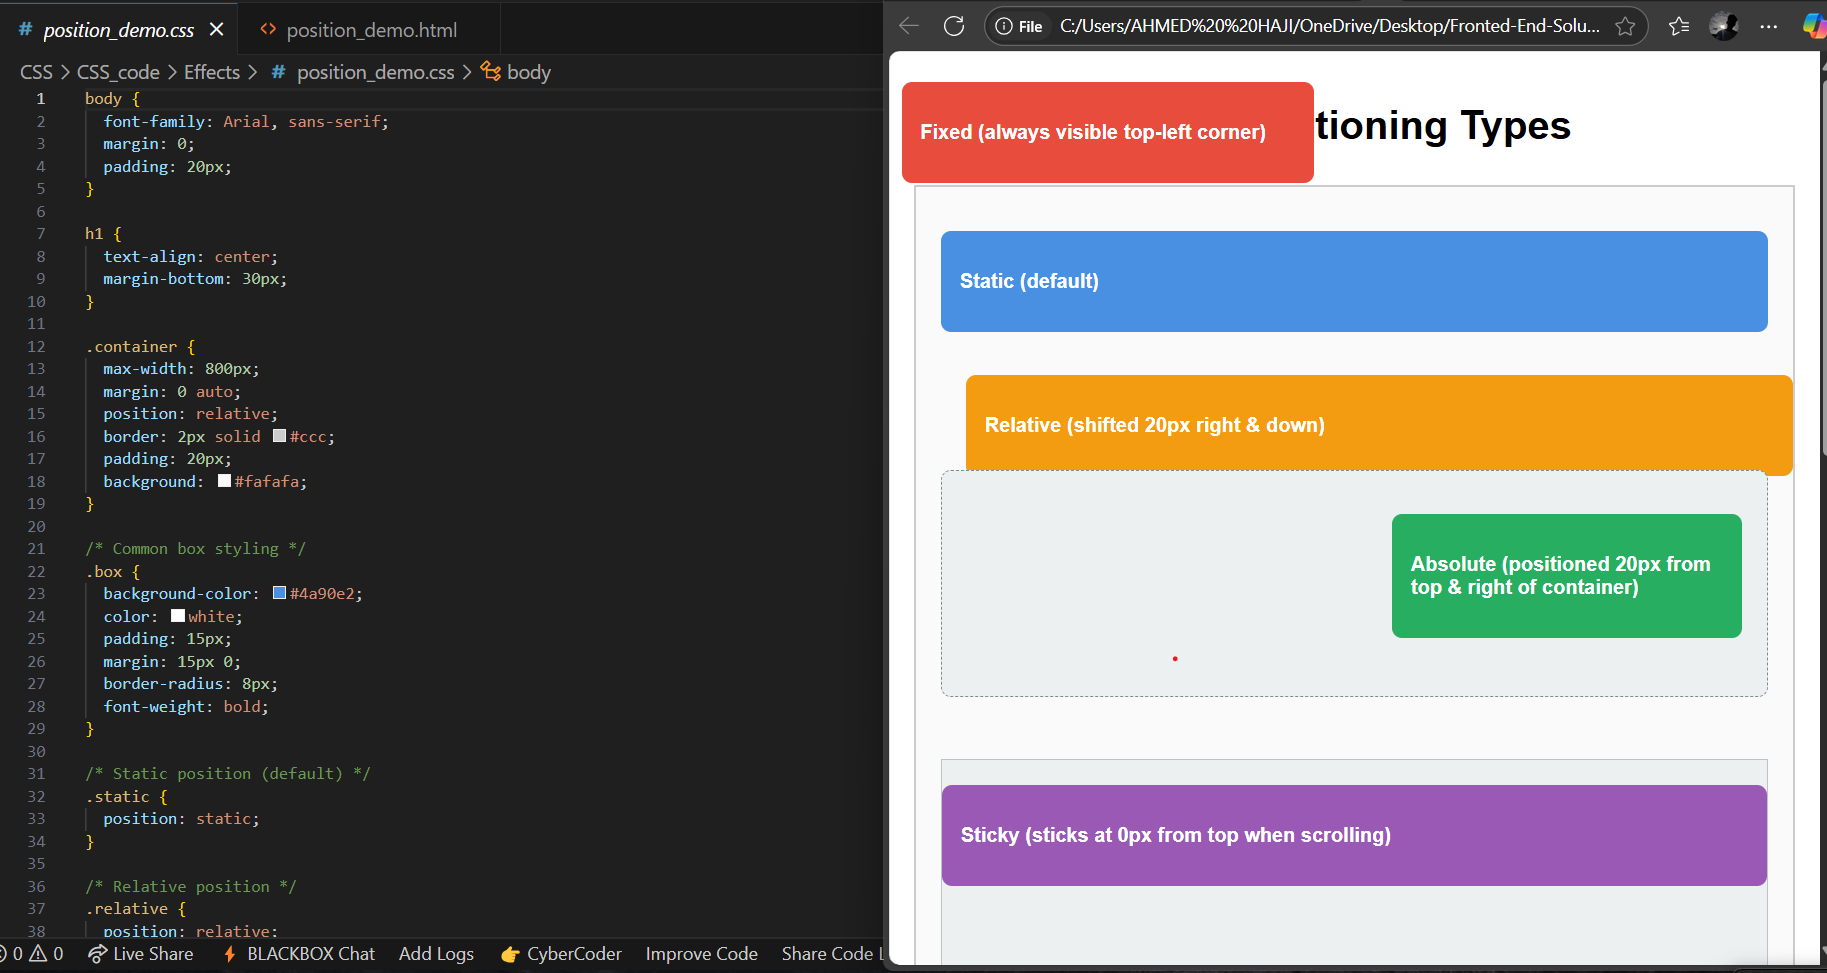 position_demo.css
position_demo.html
CSS > CSS_code > Effects > # position_demo.css > body
1 body {
2 font-family: Arial, sans-serif;
3 margin: 0;
4 padding: 20px;
5 }
6
7 h1 {
8 text-align: center;
9 margin-bottom: 30px;
10 }
11
12 .container {
13 max-width: 800px;
14 margin: 0 auto;
15 position: relative;
16 border: 2px solid #ccc;
17 padding: 20px;
18 background: #fafafa;
19 }
20
21 /* Common box styling */
22 .box {
23 background-color: #4a90e2;
24 color: white;
25 padding: 15px;
26 margin: 15px 0;
27 border-radius: 8px;
28 font-weight: bold;
29 }
30
31 /* Static position (default) */
32 .static {
33 position: static;
34 }
35
36 /* Relative position */
37 .relative {
38 position: relative;
0 0 Live Share BLACKBOX Chat Add Logs CyberCoder Improve Code Share Code L
File C:/Users/AHMED%20%20HAJI/OneDrive/Desktop/Fronted-End-Solu...
Fixed (always visible top-left corner)
tioning Types
Static (default)
Relative (shifted 20px right & down)
Absolute (positioned 20px from
top & right of container)
Sticky (sticks at 0px from top when scrolling)